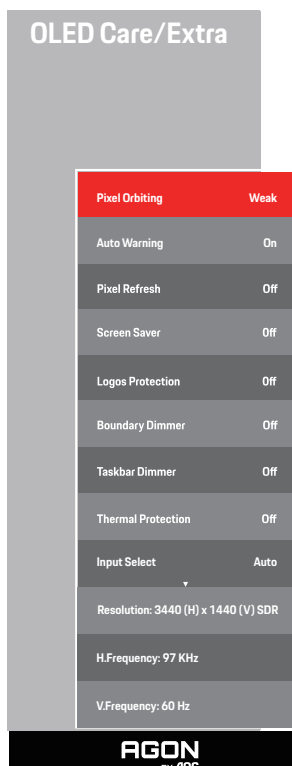 OLED Care/Extra
Pixel Orbiting Weak
Auto Warning On
Pixel Refresh Off
Screen Saver Off
Logos Protection Off
Boundary Dimmer Off
Taskbar Dimmer Off
Thermal Protection Off
Input Select Auto
Resolution: 3440 (H) x 1440 (V) SDR
H.Frequency: 97 KHz
V.Frequency: 60 Hz
AGON